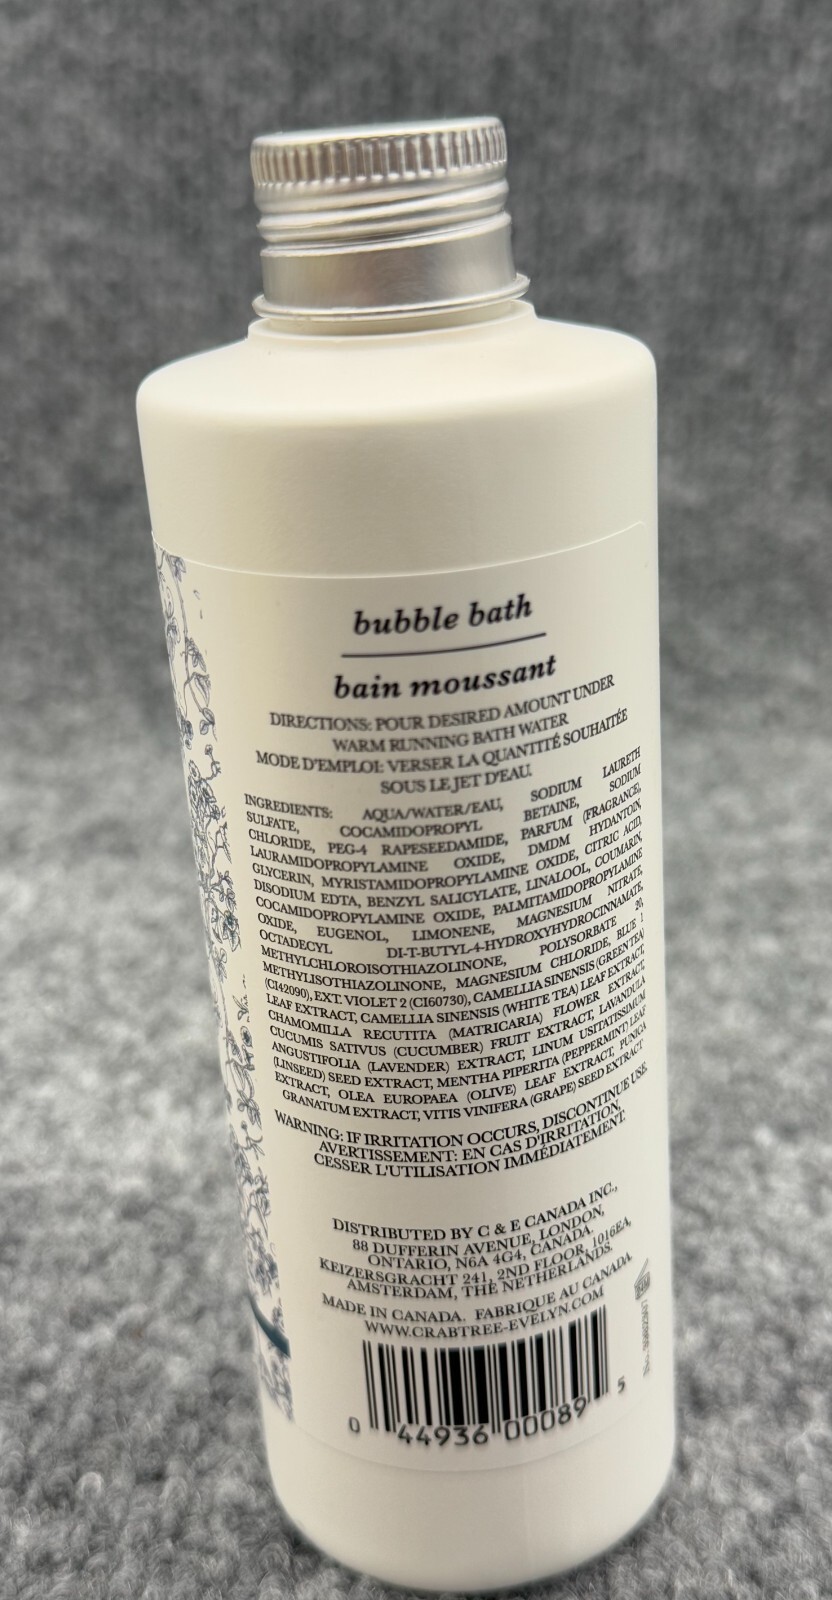 bubble bath
bain moussant
DIRECTIONS: POUR DESIRED AMOUNT UNDER
WARM RUNNING BATH WATER
MODE D'EMPLOI: VERSER LA QUANTITÉ SOUHAITÉE
SOUS LE JET D'EAU.
INGREDIENTS: AQUA/WATER/EAU, SODIUM LAURETH
SULFATE, COCAMIDOPROPYL BETAINE, SODIUM
CHLORIDE, PEG-4 RAPESEEDAMIDE, PARFUM (FRAGRANCE),
LAURAMIDOPROPYLAMINE OXIDE, DMDM HYDANTOIN,
GLYCERIN, MYRISTAMIDOPROPYLAMINE OXIDE, CITRIC ACID,
DISODIUM EDTA, BENZYL SALICYLATE, LINALOOL, COUMARIN,
COCAMIDOPROPYLAMINE OXIDE, PALMITAMIDOPROPYLAMINE
OXIDE, EUGENOL, LIMONENE, MAGNESIUM NITRATE,
OCTADECYL DI-T-BUTYL-4-HYDROXYHYDROCINNAMATE,
METHYLCHLOROISOTHIAZOLINONE, POLYSORBATE 20,
METHYLISOTHIAZOLINONE, MAGNESIUM CHLORIDE, BLUE 1
(CI42090), EXT. VIOLET 2 (CI60730), CAMELLIA SINENSIS (GREEN TEA)
LEAF EXTRACT, CAMELLIA SINENSIS (WHITE TEA) LEAF EXTRACT,
CHAMOMILLA RECUTITA (MATRICARIA) FLOWER EXTRACT,
CUCUMIS SATIVUS (CUCUMBER) FRUIT EXTRACT, LAVANDULA
ANGUSTIFOLIA (LAVENDER) EXTRACT, LINUM USITATISSIMUM
(LINSEED) SEED EXTRACT, MENTHA PIPERITA (PEPPERMINT) LEAF
EXTRACT, OLEA EUROPAEA (OLIVE) LEAF EXTRACT, PUNICA
GRANATUM EXTRACT, VITIS VINIFERA (GRAPE) SEED EXTRACT
WARNING: IF IRRITATION OCCURS, DISCONTINUE USE.
AVERTISSEMENT: EN CAS D'IRRITATION,
CESSER L'UTILISATION IMMÉDIATEMENT.
DISTRIBUTED BY C & E CANADA INC.,
88 DUFFERIN AVENUE, LONDON,
ONTARIO, N6A 4G4, CANADA.
KEIZERSGRACHT 241, 2ND FLOOR, 1016EA,
AMSTERDAM, THE NETHERLANDS.
MADE IN CANADA. FABRIQUE AU CANADA
WWW.CRABTREE-EVELYN.COM
0 44936 00089 5